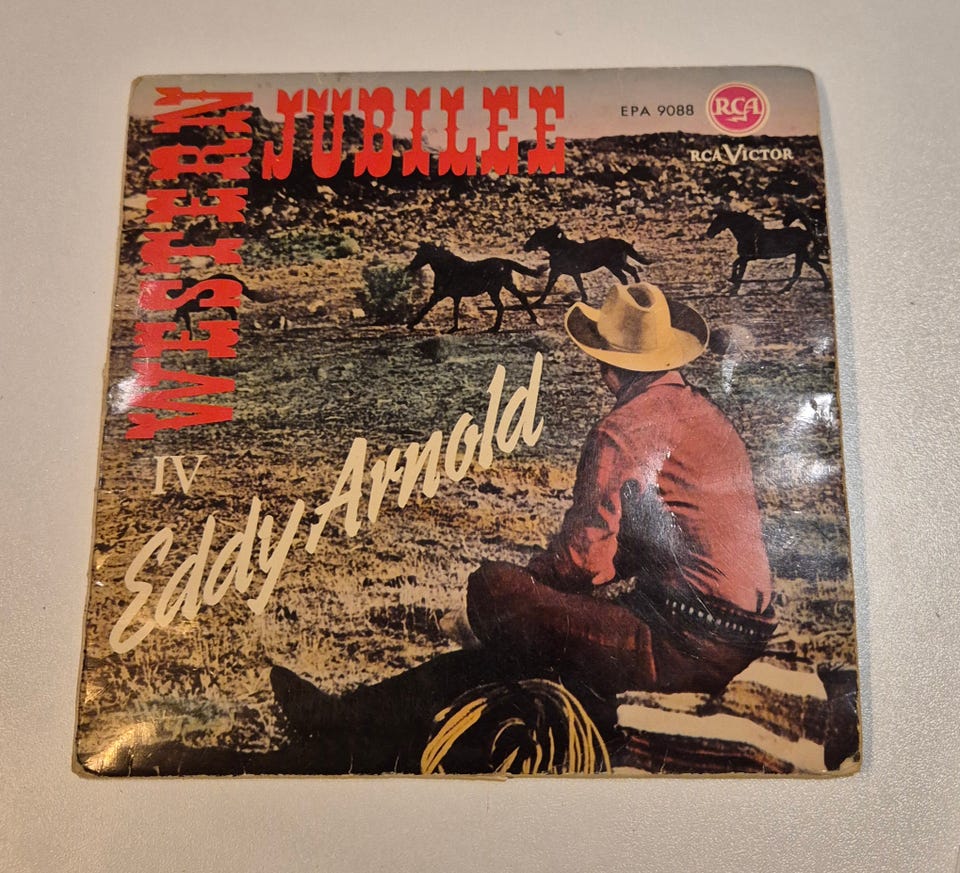 WESTERN
JUBILEE
EPA 9088
RCA
RCA VICTOR
IV
Eddy Arnold